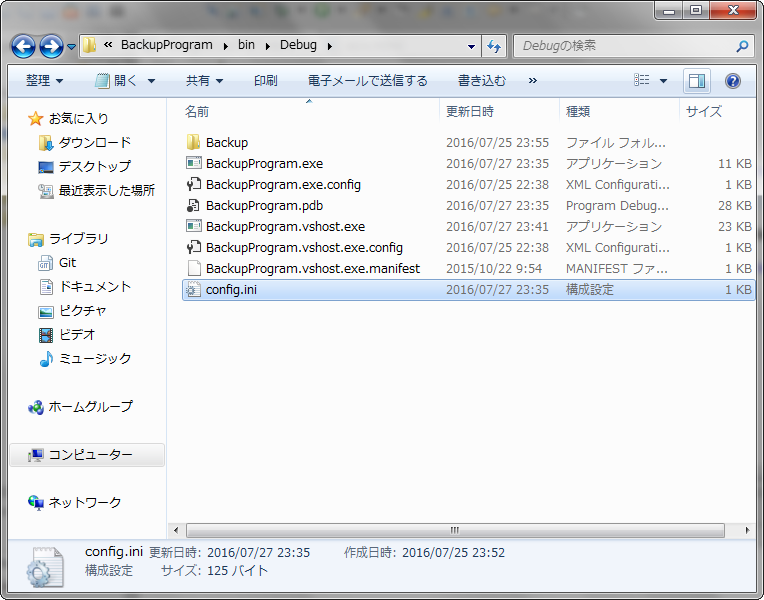 « BackupProgram ▸ bin ▸ Debug ▸
Debugの検索
整理 ▼ 開く ▼ 共有 ▼ 印刷 電子メールで送信する 書き込む »
名前 更新日時 種類 サイズ
お気に入り
ダウンロード
デスクトップ
最近表示した場所
ライブラリ
Git
ドキュメント
ピクチャ
ビデオ
ミュージック
ホームグループ
コンピューター
ネットワーク
Backup 2016/07/25 23:55 ファイル フォル...
BackupProgram.exe 2016/07/27 23:35 アプリケーション 11 KB
BackupProgram.exe.config 2016/07/25 22:38 XML Configurati... 1 KB
BackupProgram.pdb 2016/07/27 23:35 Program Debug... 28 KB
BackupProgram.vshost.exe 2016/07/27 23:41 アプリケーション 23 KB
BackupProgram.vshost.exe.config 2016/07/25 22:38 XML Configurati... 1 KB
BackupProgram.vshost.exe.manifest 2015/10/22 9:54 MANIFEST ファ... 1 KB
config.ini 2016/07/27 23:35 構成設定 1 KB
config.ini 更新日時: 2016/07/27 23:35 作成日時: 2016/07/25 23:52
構成設定 サイズ: 125 バイト